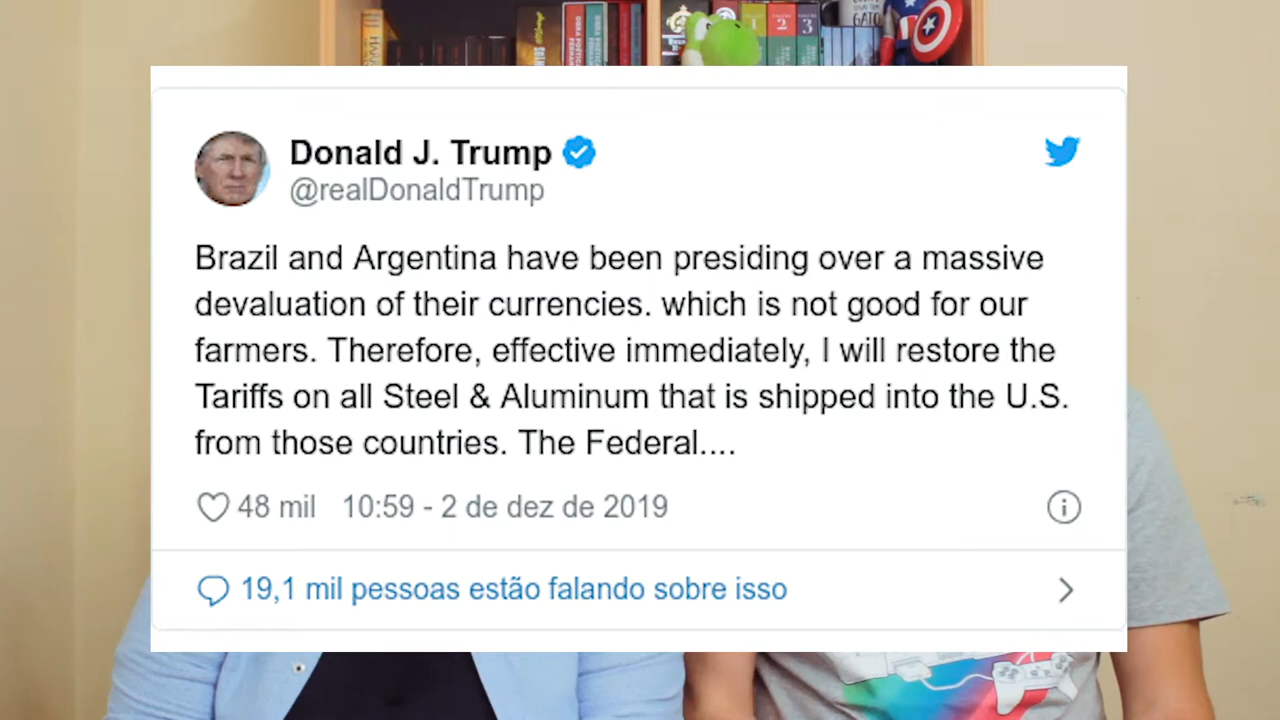 2
3
GATO
Donald J. Trump
@realDonaldTrump
Brazil and Argentina have been presiding over a massive
devaluation of their currencies. which is not good for our
farmers. Therefore, effective immediately, I will restore the
Tariffs on all Steel & Aluminum that is shipped into the U.S.
from those countries. The Federal....
48 mil 10:59 - 2 de dez de 2019
19,1 mil pessoas estão falando sobre isso